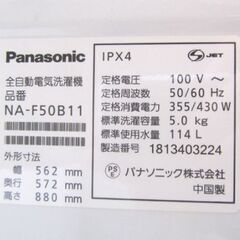 Panasonic
全自動電気洗濯機
品番
NA-F50B11
外形寸法
幅 562 mm
奥行 572 mm
高さ 880 mm
IPX4
S JET
定格電圧 100 V ～
定格周波数 50/60 Hz
定格消費電力 355/430 W
標準洗濯容量 5.0 kg
標準使用水量 114 L
製造番号 1813403224
PS E
パナソニック株式会社
中国製